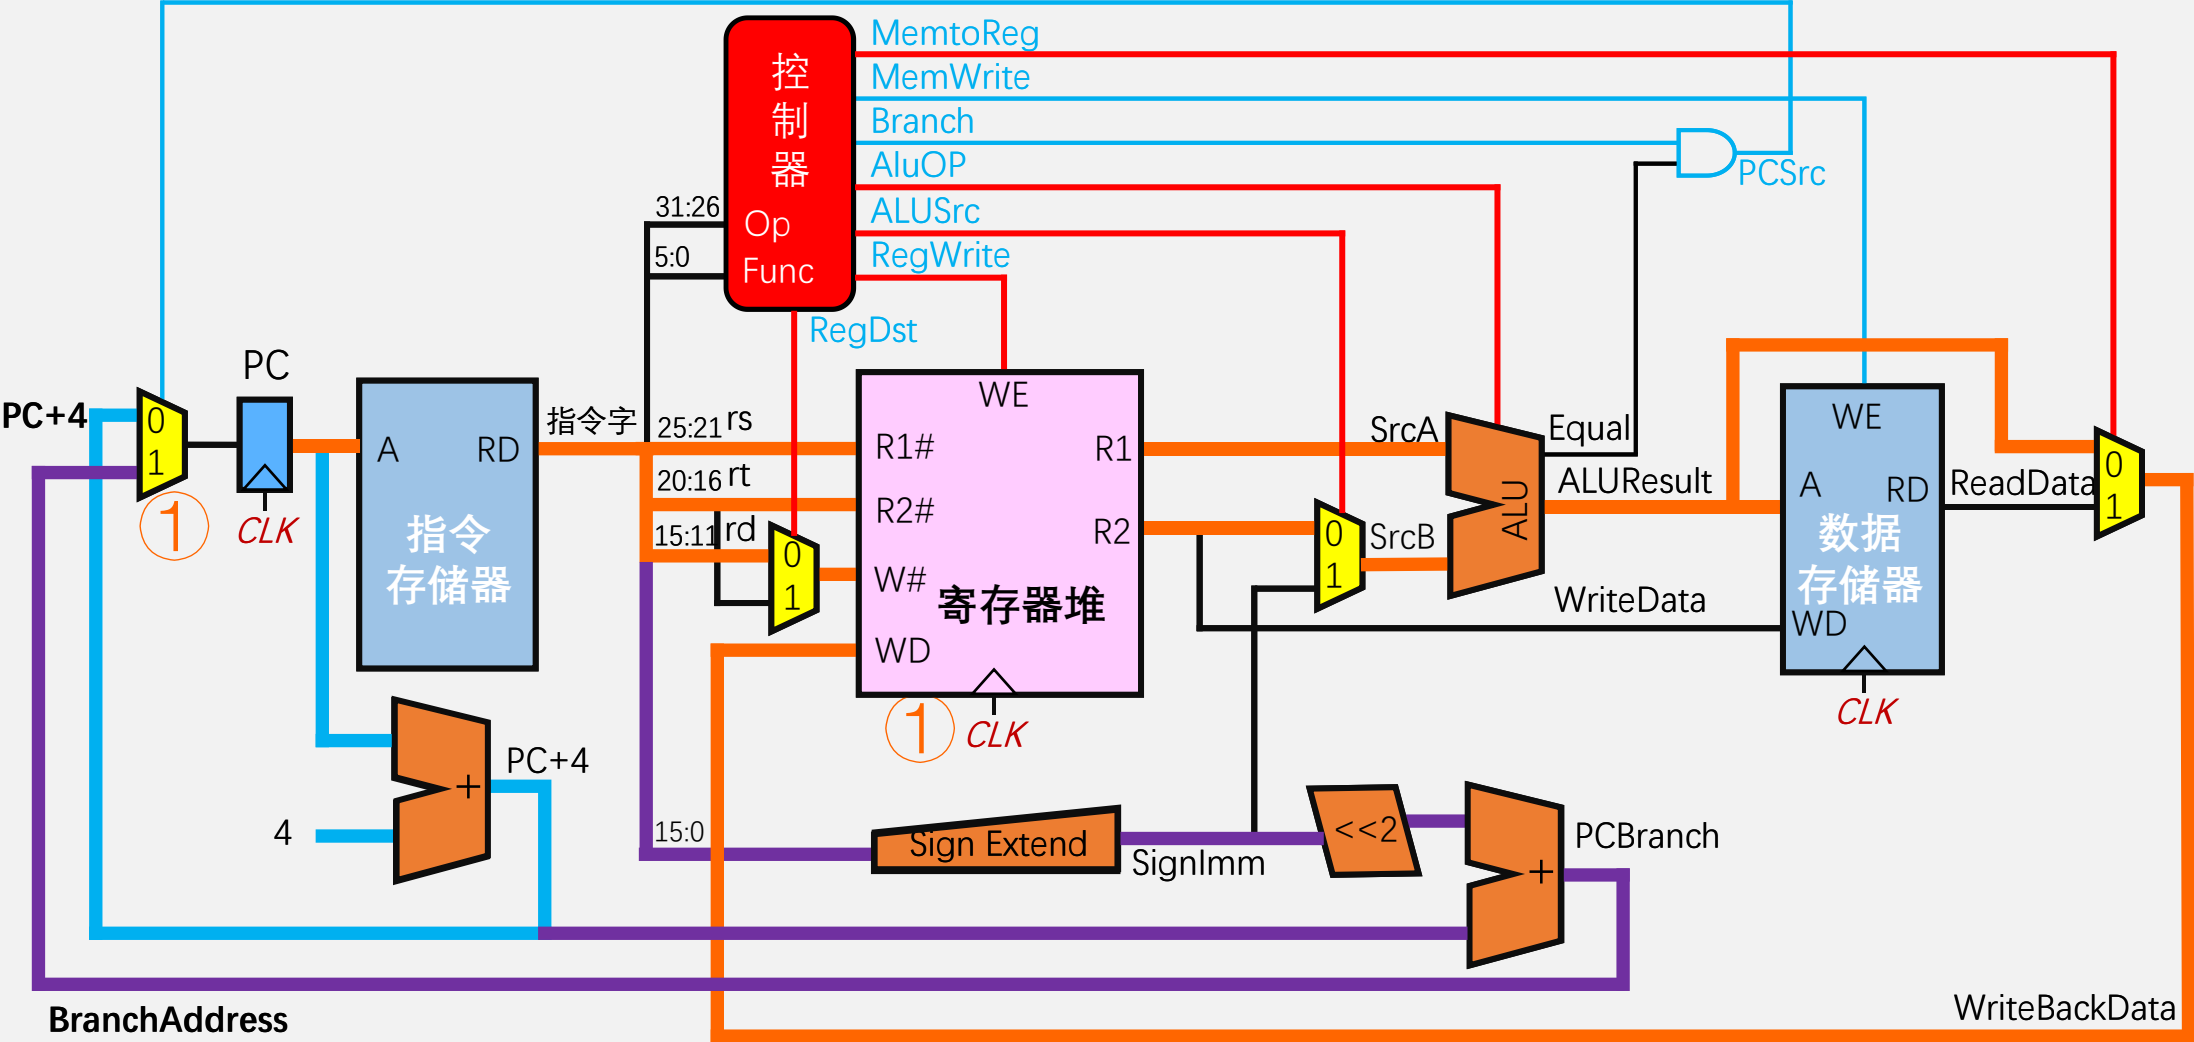 MemtoReg
MemWrite
Branch
AluOP
ALUSrc
RegWrite
控
制
器
Op
Func
31:26
5:0
RegDst
PCSrc
PC
PC+4
0
1
①
CLK
A
RD
指令
存储器
指令字
25:21 rs
20:16 rt
15:11 rd
0
1
WE
R1#
R1
R2#
R2
W#
寄存器堆
WD
①
CLK
SrcA
0
1
SrcB
ALU
Equal
ALUResult
WriteData
WE
A
RD
数据
存储器
WD
CLK
ReadData
0
1
PC+4
4
+
15:0
Sign Extend
SignImm
<<2
+
PCBranch
BranchAddress
WriteBackData